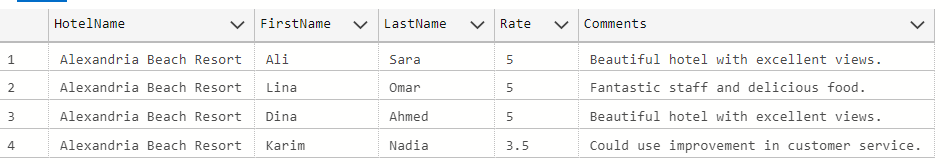 HotelName FirstName LastName Rate Comments
1 Alexandria Beach Resort Ali Sara 5 Beautiful hotel with excellent views.
2 Alexandria Beach Resort Lina Omar 5 Fantastic staff and delicious food.
3 Alexandria Beach Resort Dina Ahmed 5 Beautiful hotel with excellent views.
4 Alexandria Beach Resort Karim Nadia 3.5 Could use improvement in customer service.